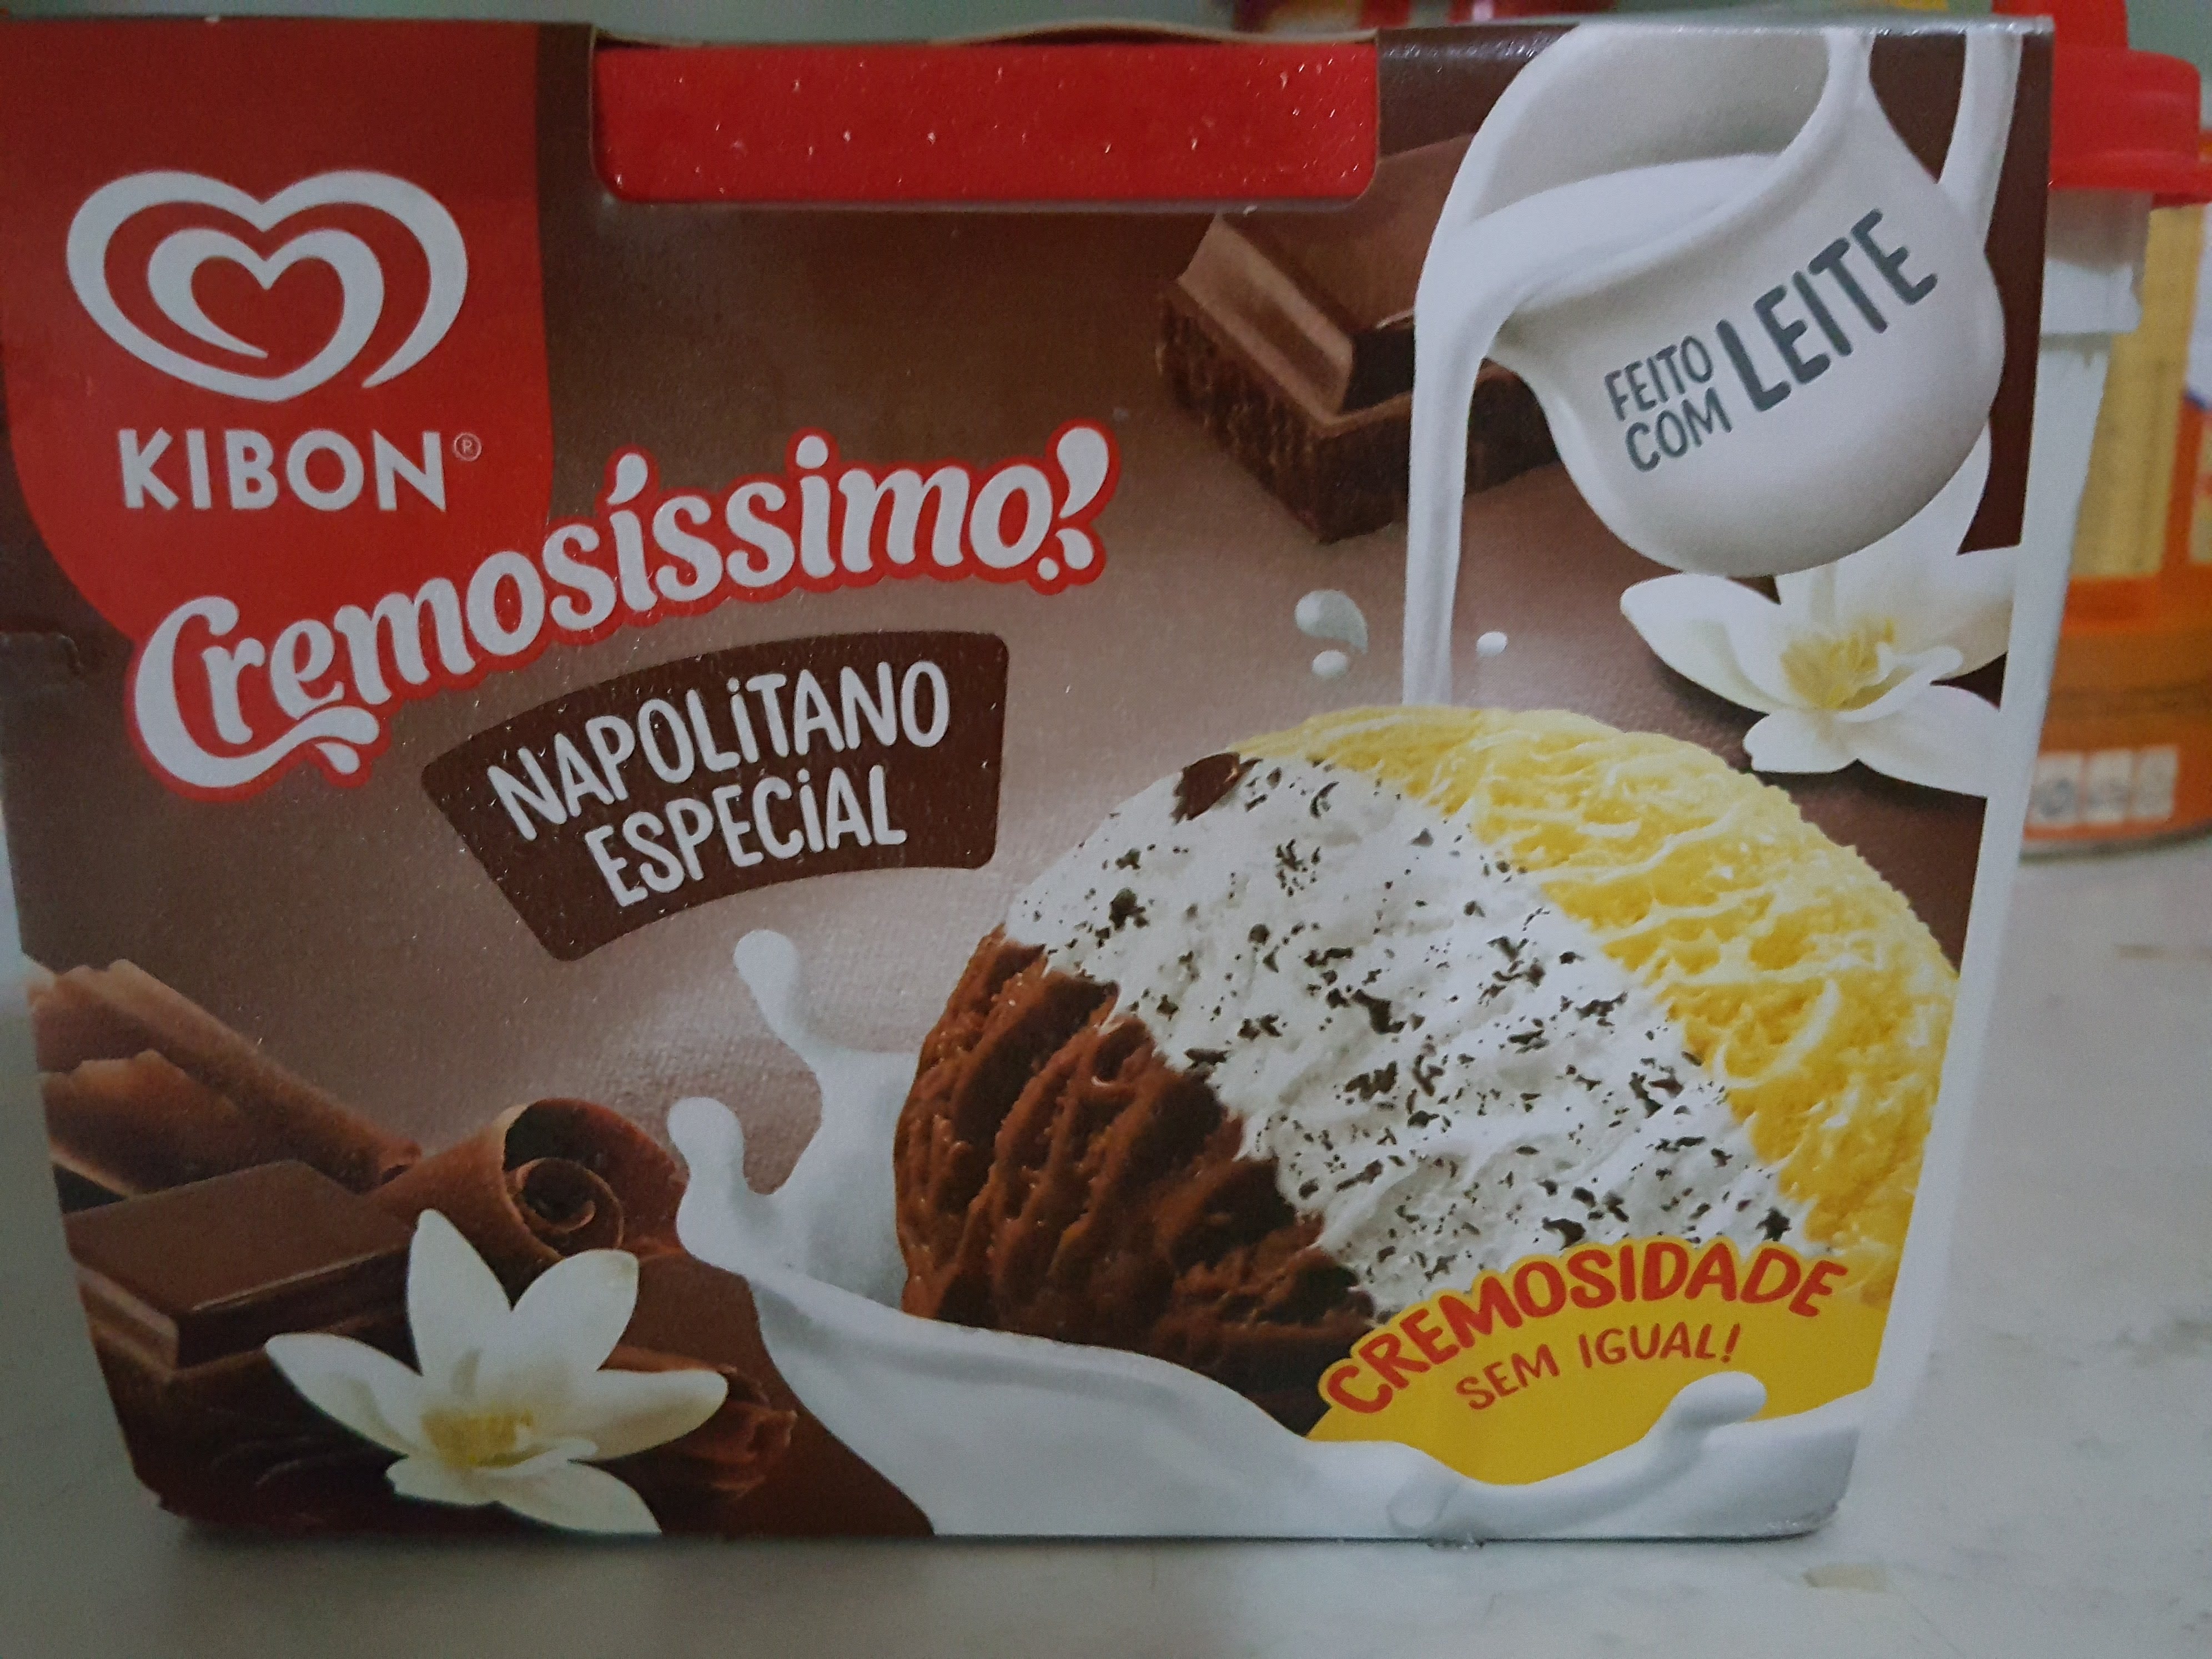 KIBON®
Cremosíssimo!
NAPOLITANO
ESPECIAL
FEITO
COM LEITE
CREMOSIDADE
SEM IGUAL!